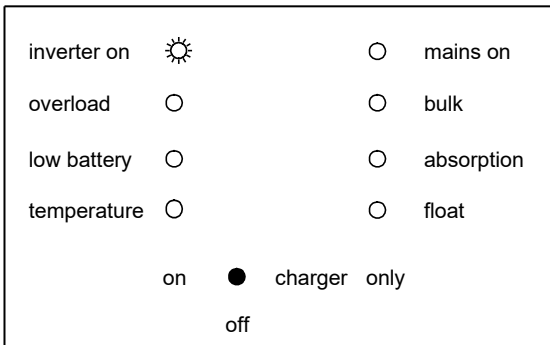 inverter on mains on
overload bulk
low battery absorption
temperature float
on charger only
off